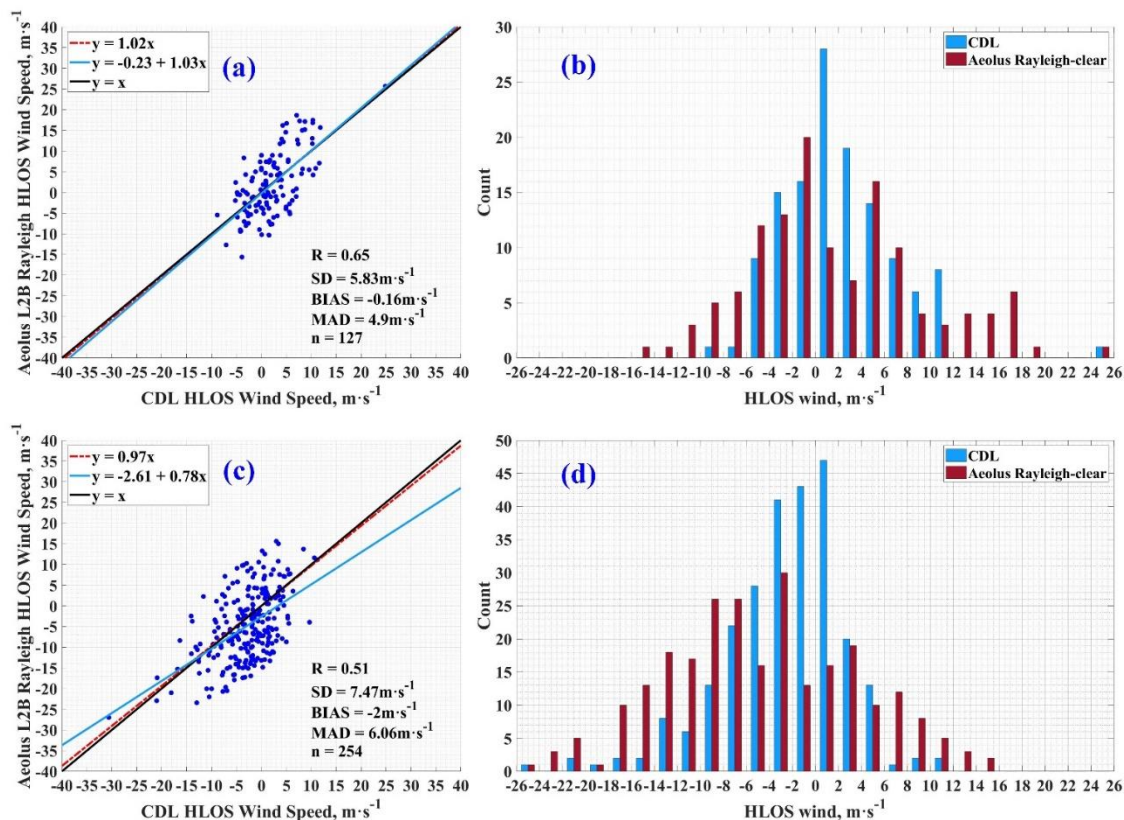 y = 1.02x
y = -0.23 + 1.03x
y = x
(a)
R = 0.65
SD = 5.83m·s⁻¹
BIAS = -0.16m·s⁻¹
MAD = 4.9m·s⁻¹
n = 127
Aeolus L2B Rayleigh HLOS Wind Speed, m·s⁻¹
40
35
30
25
20
15
10
5
0
-5
-10
-15
-20
-25
-30
-35
-40
-40 -35 -30 -25 -20 -15 -10 -5 0 5 10 15 20 25 30 35 40
CDL HLOS Wind Speed, m·s⁻¹
(b)
CDL
Aeolus Rayleigh-clear
Count
30
25
20
15
10
5
0
-26 -24 -22 -20 -18 -16 -14 -12 -10 -8 -6 -4 -2 0 2 4 6 8 10 12 14 16 18 20 22 24 26
HLOS wind, m·s⁻¹
y = 0.97x
y = -2.61 + 0.78x
y = x
(c)
R = 0.51
SD = 7.47m·s⁻¹
BIAS = -2m·s⁻¹
MAD = 6.06m·s⁻¹
n = 254
Aeolus L2B Rayleigh HLOS Wind Speed, m·s⁻¹
40
35
30
25
20
15
10
5
0
-5
-10
-15
-20
-25
-30
-35
-40
-40 -35 -30 -25 -20 -15 -10 -5 0 5 10 15 20 25 30 35 40
CDL HLOS Wind Speed, m·s⁻¹
(d)
CDL
Aeolus Rayleigh-clear
Count
50
45
40
35
30
25
20
15
10
5
0
-26 -24 -22 -20 -18 -16 -14 -12 -10 -8 -6 -4 -2 0 2 4 6 8 10 12 14 16 18 20 22 24 26
HLOS wind, m·s⁻¹